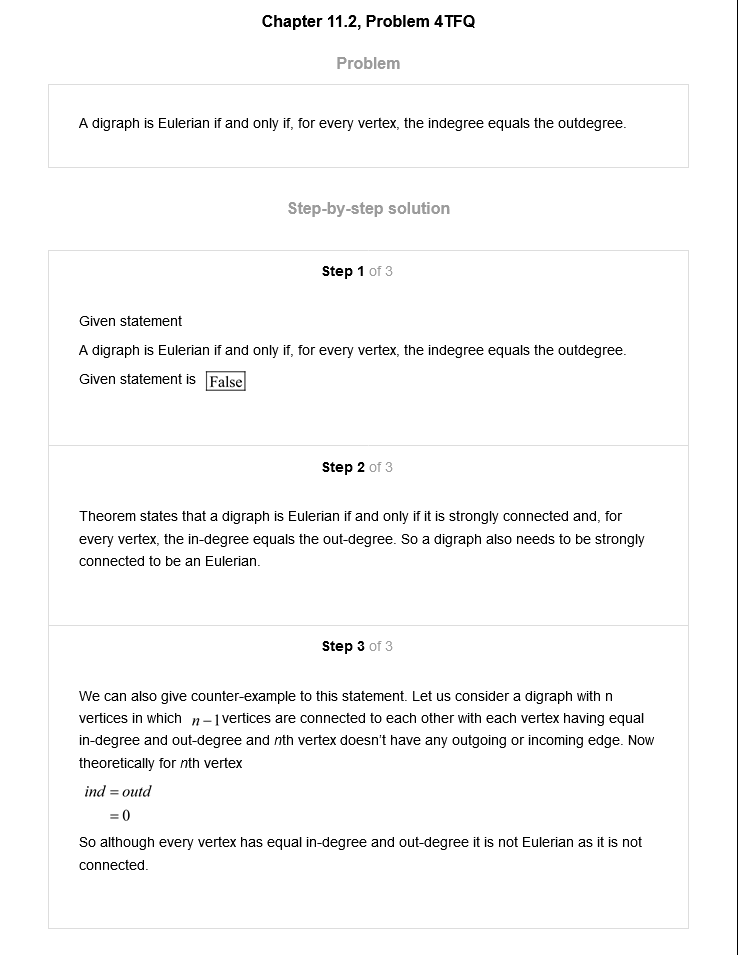 Chapter 11.2, Problem 4TFQ
Problem
A digraph is Eulerian if and only if, for every vertex, the indegree equals the outdegree.
Step-by-step solution
Step 1 of 3
Given statement
A digraph is Eulerian if and only if, for every vertex, the indegree equals the outdegree.
Given statement is False
Step 2 of 3
Theorem states that a digraph is Eulerian if and only if it is strongly connected and, for
every vertex, the in-degree equals the out-degree. So a digraph also needs to be strongly
connected to be an Eulerian.
Step 3 of 3
We can also give counter-example to this statement. Let us consider a digraph with n
vertices in which n – 1 vertices are connected to each other with each vertex having equal
in-degree and out-degree and nth vertex doesn't have any outgoing or incoming edge. Now
theoretically for nth vertex
ind = outd
= 0
So although every vertex has equal in-degree and out-degree it is not Eulerian as it is not
connected.